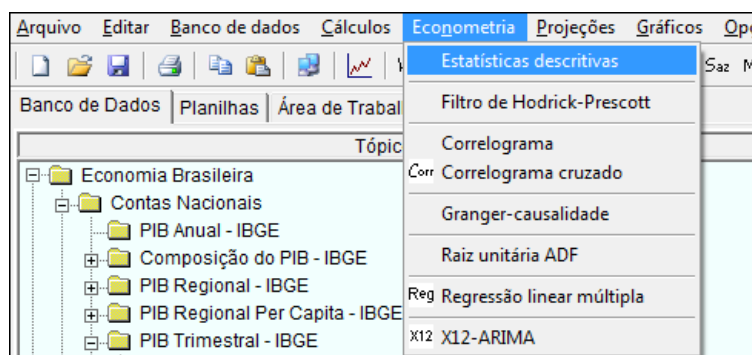 Arquivo Editar Banco de dados Cálculos Econometria Projeções Gráficos
Estatísticas descritivas
Saz
Banco de Dados Planilhas Área de
Filtro de Hodrick-Prescott
Correlograma
Corr Correlograma cruzado
Economia Brasileira
Contas Nacionais
Granger-causalidade
PIB Anual - IBGE
Raiz unitária ADF
Composição do PIB - IBGE
PIB Regional - IBGE
Reg Regressão linear múltipla
PIB Regional Per Capita - IBGE
X12 X12-ARIMA
PIB Trimestral - IBGE